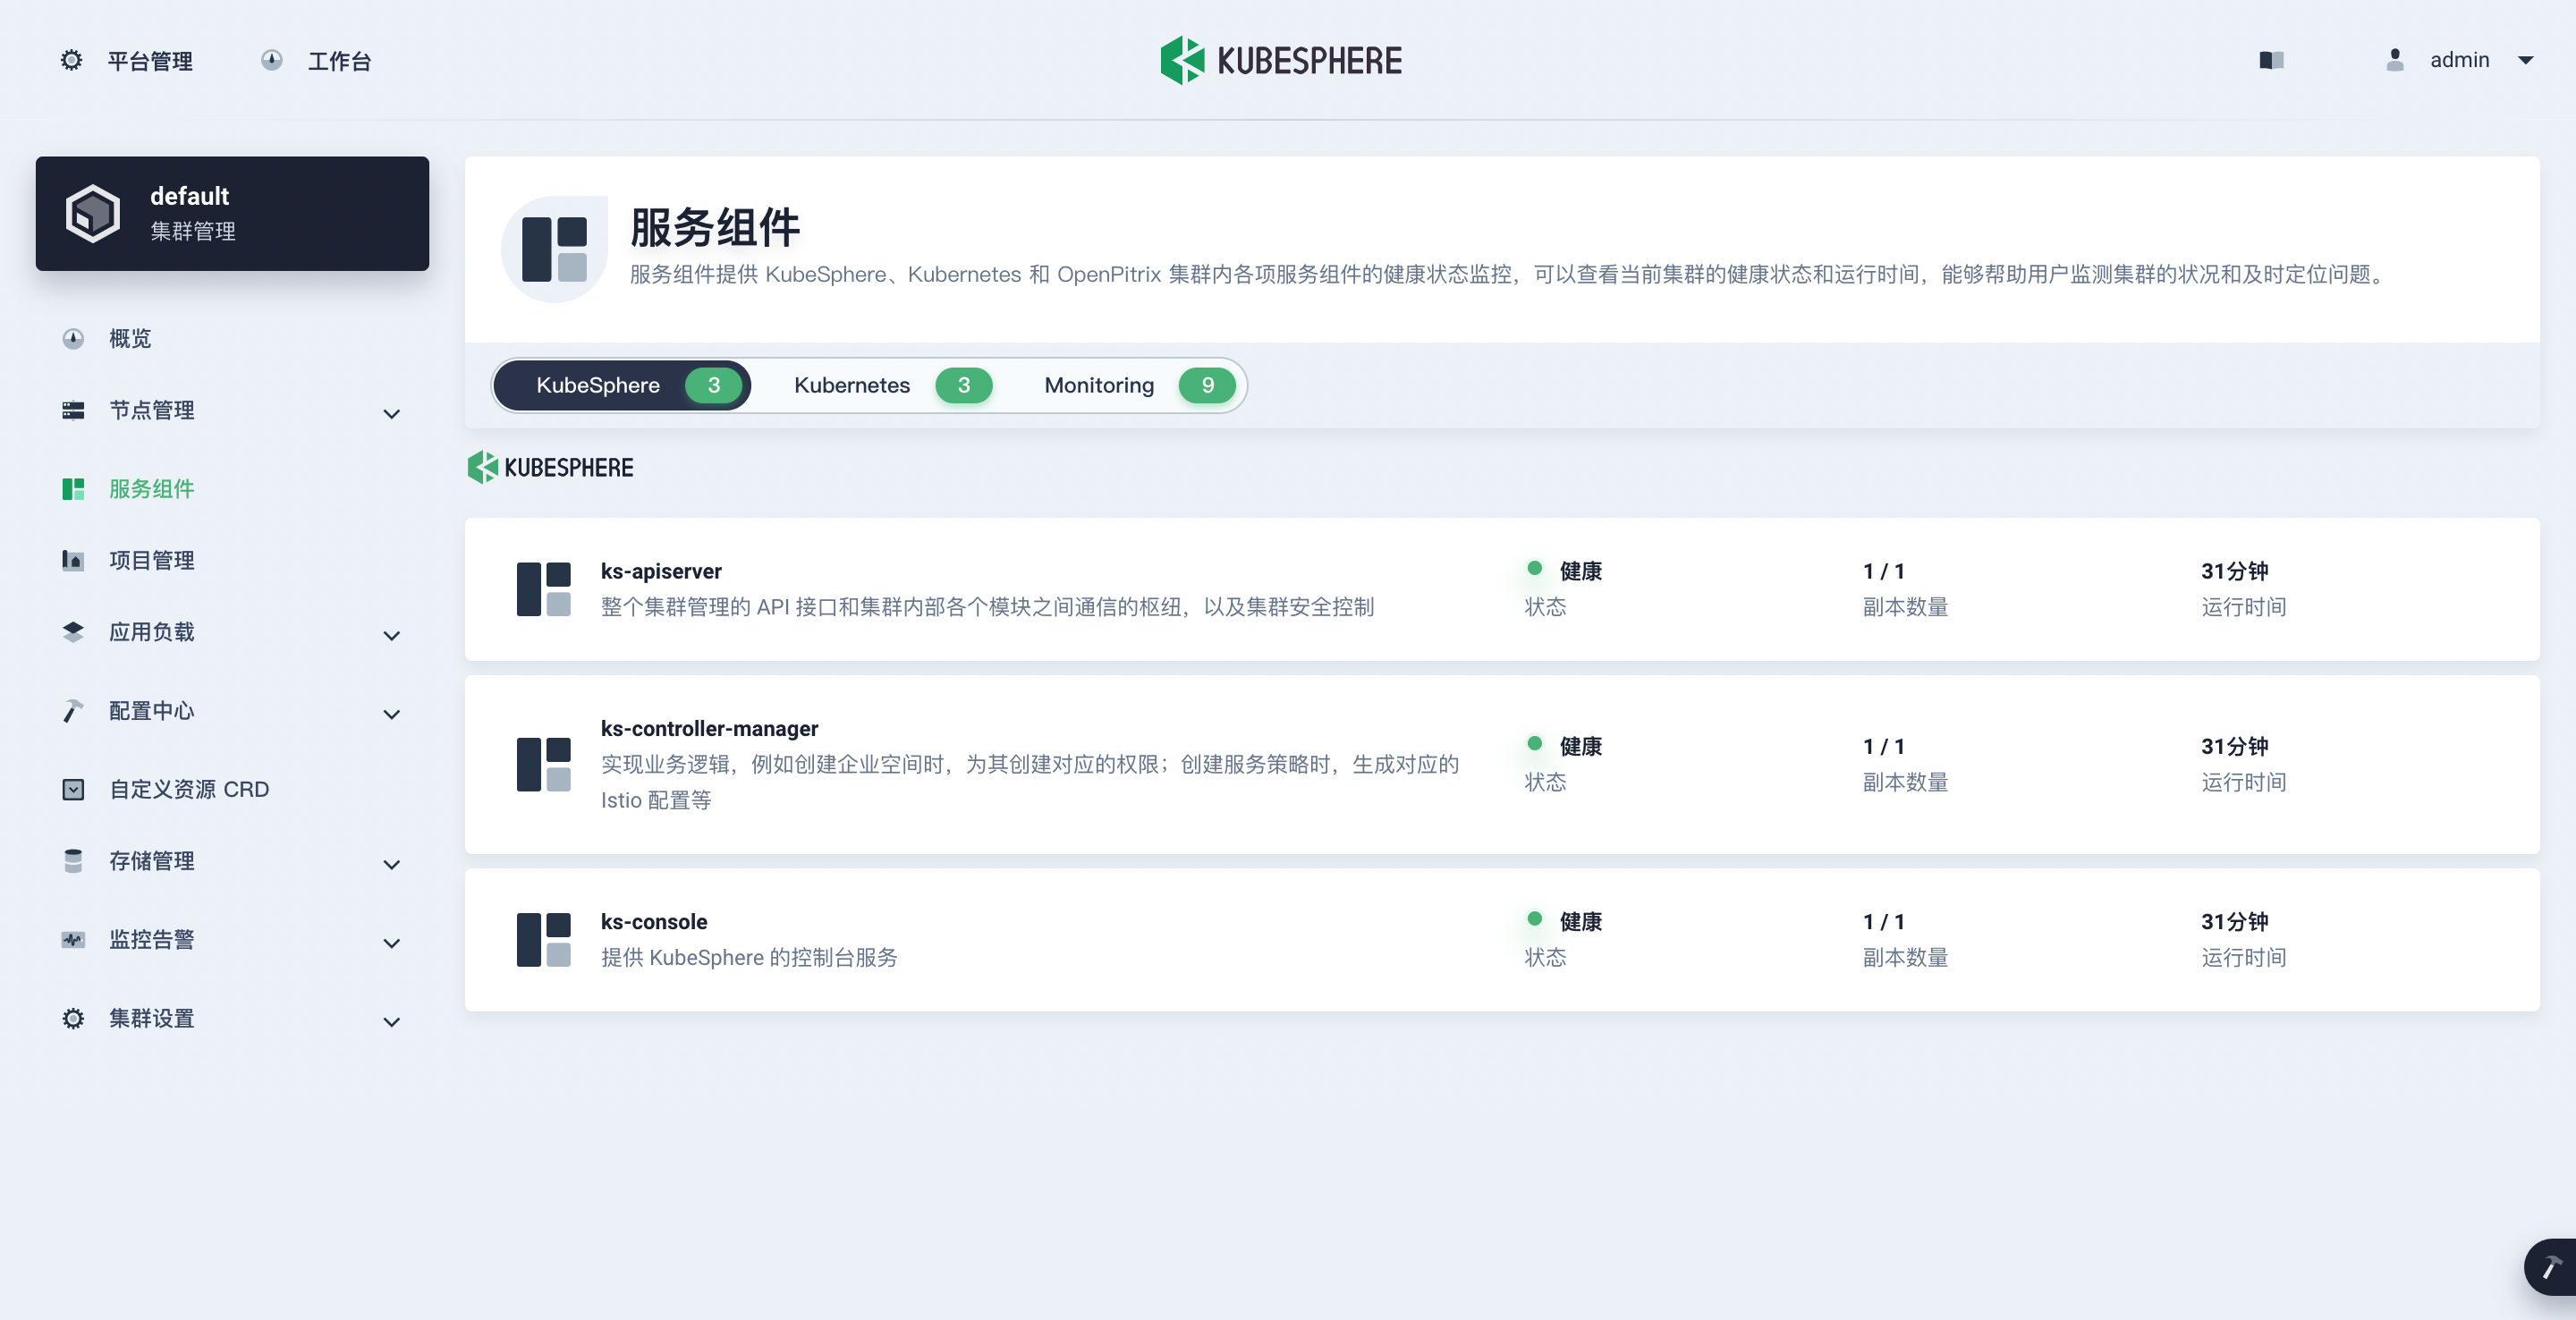 平台管理
工作台
KUBESPHERE
admin
default
集群管理
概览
节点管理
服务组件
项目管理
应用负载
配置中心
自定义资源 CRD
存储管理
监控告警
集群设置
服务组件
服务组件提供 KubeSphere、Kubernetes 和 OpenPitrix 集群内各项服务组件的健康状态监控，可以查看当前集群的健康状态和运行时间，能够帮助用户监测集群的状况和及时定位问题。
KubeSphere 3 Kubernetes 3 Monitoring 9
KUBESPHERE
ks-apiserver
整个集群管理的 API 接口和集群内部各个模块之间通信的枢纽，以及集群安全控制
健康
状态
1 / 1
副本数量
31分钟
运行时间
ks-controller-manager
实现业务逻辑，例如创建企业空间时，为其创建对应的权限；创建服务策略时，生成对应的
Istio 配置等
健康
状态
1 / 1
副本数量
31分钟
运行时间
ks-console
提供 KubeSphere 的控制台服务
健康
状态
1 / 1
副本数量
31分钟
运行时间